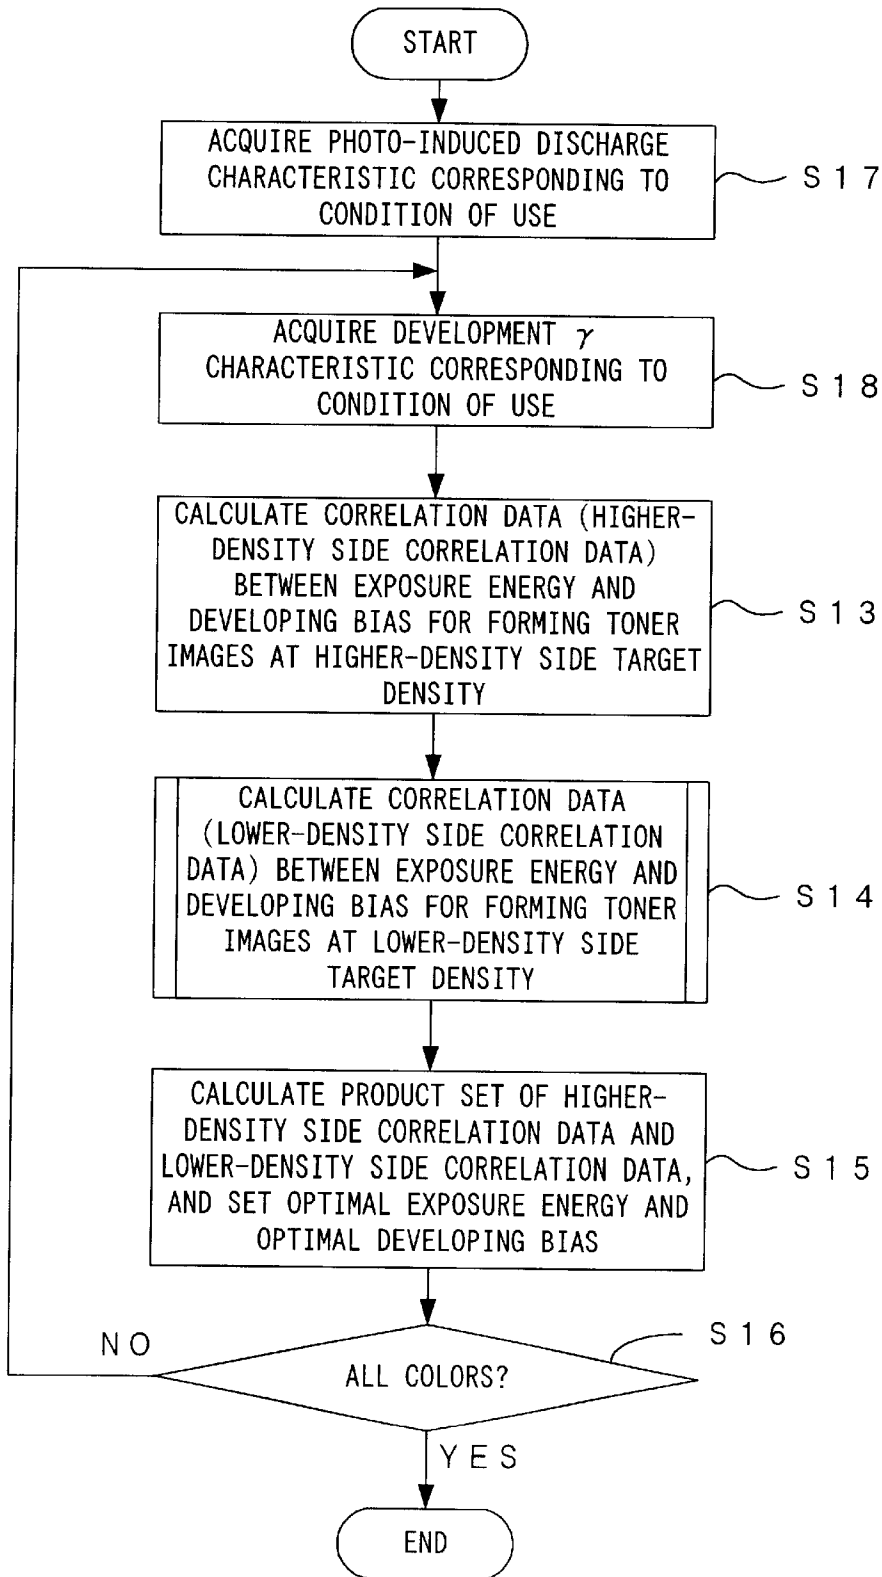 START
ACQUIRE PHOTO-INDUCED DISCHARGE
CHARACTERISTIC CORRESPONDING TO
CONDITION OF USE
S17
ACQUIRE DEVELOPMENT γ
CHARACTERISTIC CORRESPONDING TO
CONDITION OF USE
S18
CALCULATE CORRELATION DATA (HIGHER-
DENSITY SIDE CORRELATION DATA)
BETWEEN EXPOSURE ENERGY AND
DEVELOPING BIAS FOR FORMING TONER
IMAGES AT HIGHER-DENSITY SIDE TARGET
DENSITY
S13
CALCULATE CORRELATION DATA
(LOWER-DENSITY SIDE CORRELATION
DATA) BETWEEN EXPOSURE ENERGY AND
DEVELOPING BIAS FOR FORMING TONER
IMAGES AT LOWER-DENSITY SIDE
TARGET DENSITY
S14
CALCULATE PRODUCT SET OF HIGHER-
DENSITY SIDE CORRELATION DATA AND
LOWER-DENSITY SIDE CORRELATION DATA,
AND SET OPTIMAL EXPOSURE ENERGY AND
OPTIMAL DEVELOPING BIAS
S15
NO
S16
ALL COLORS?
YES
END